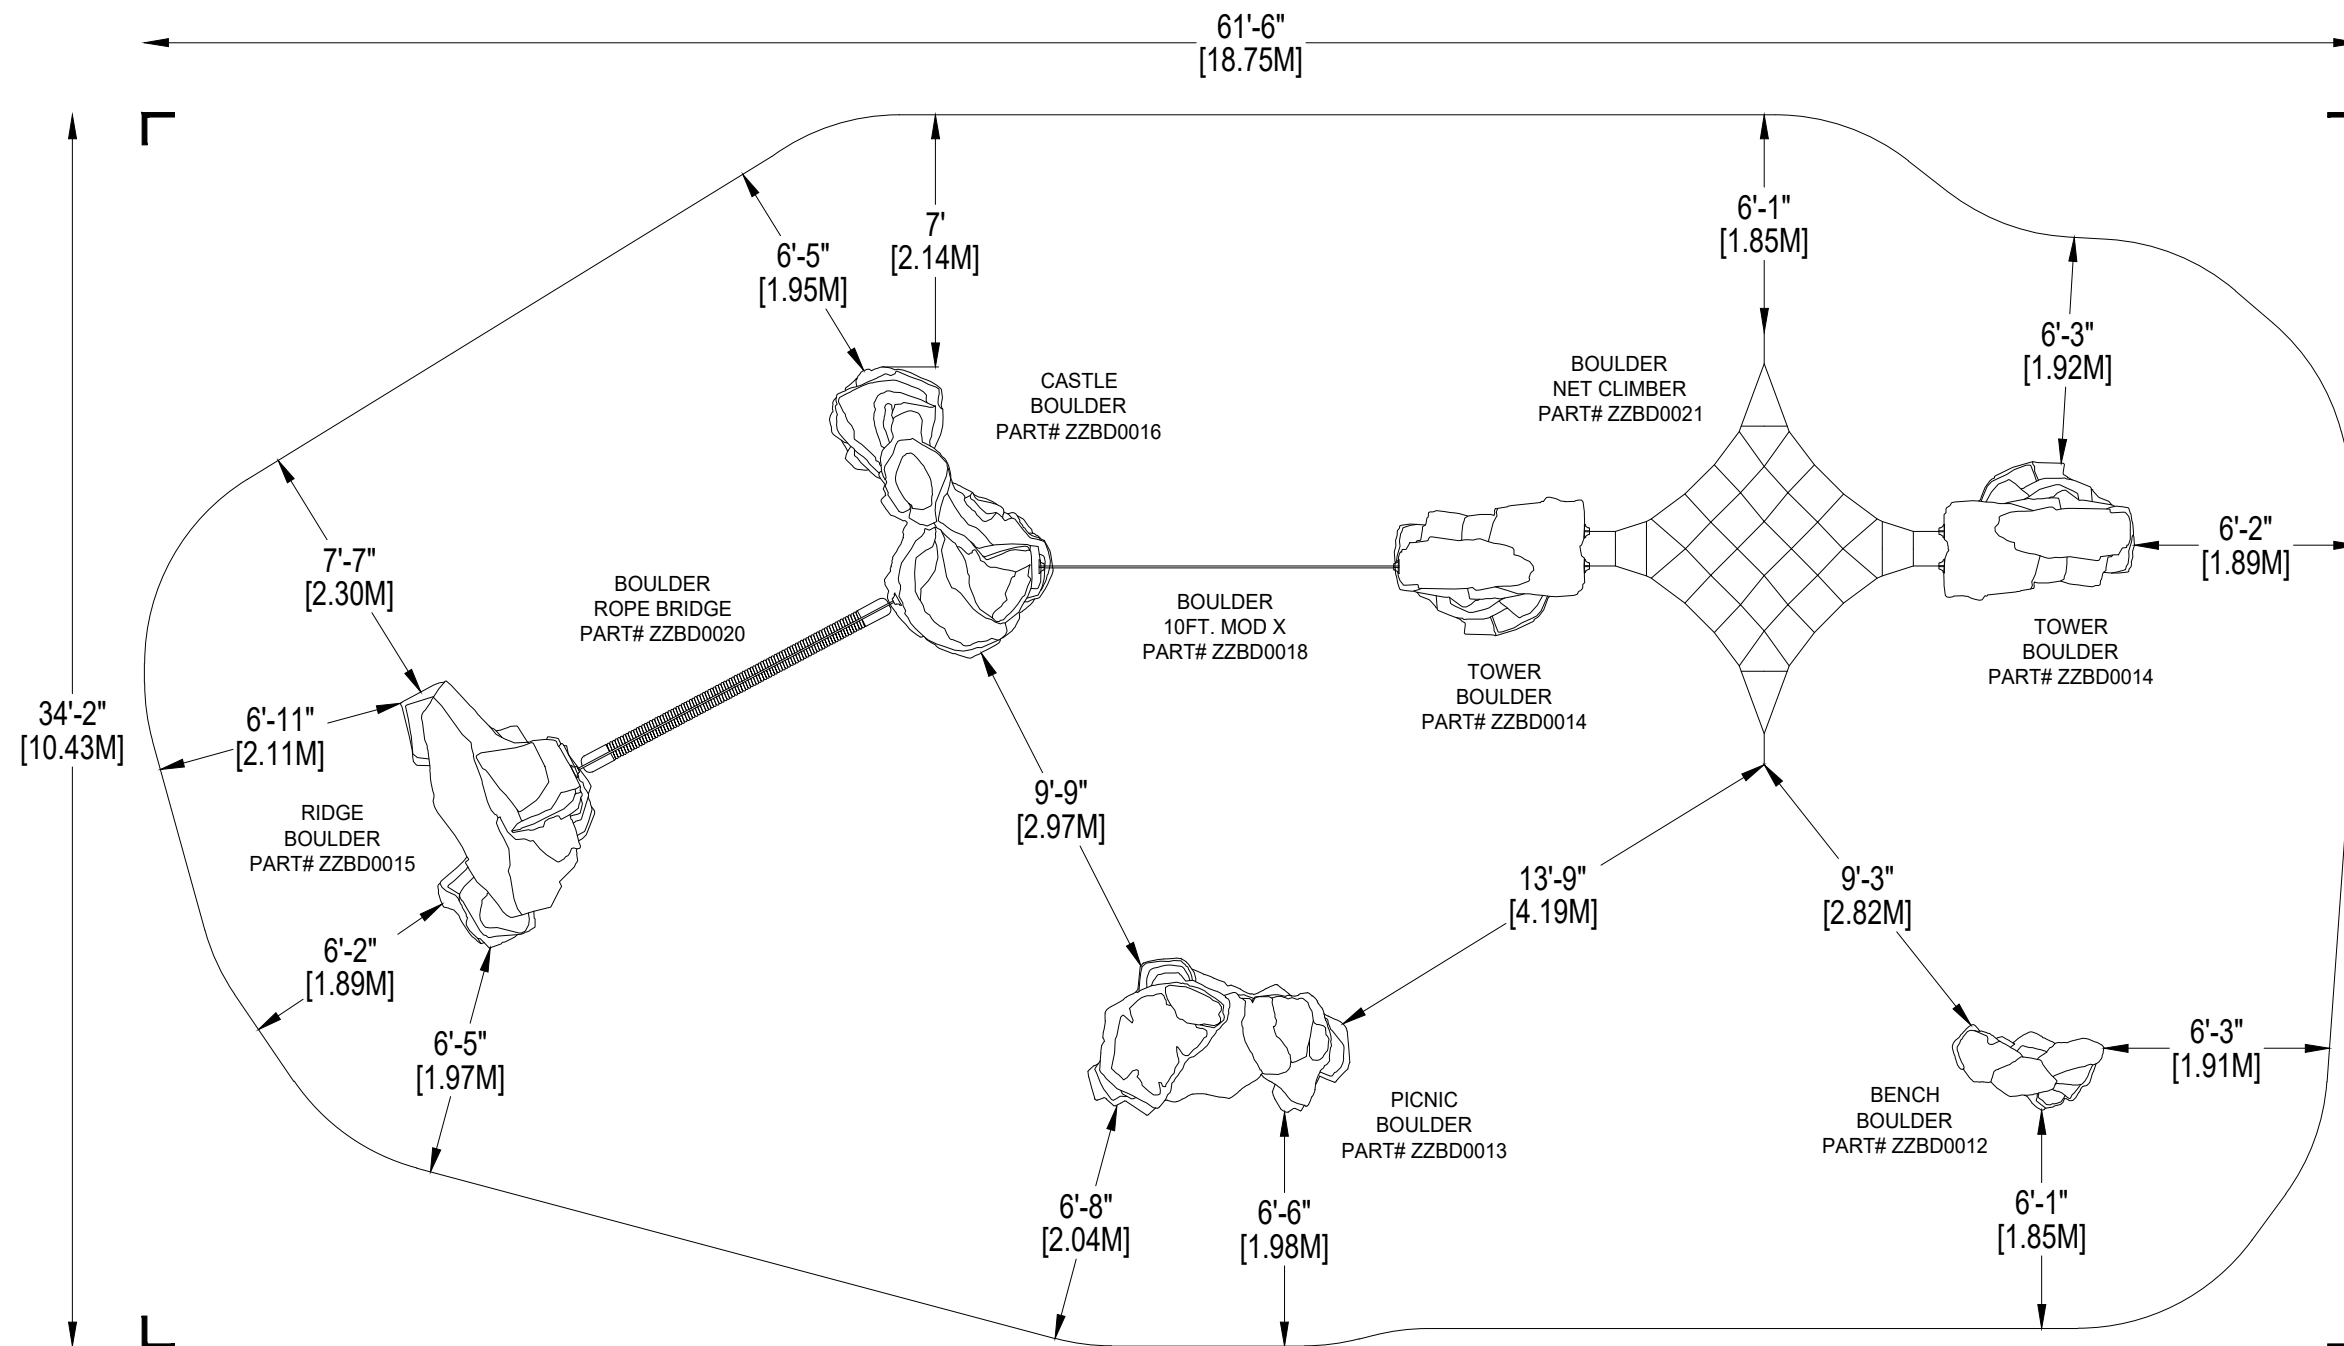 61'-6"
[18.75M]
7'
[2.14M]
6'-1"
[1.85M]
6'-5"
[1.95M]
6'-3"
[1.92M]
CASTLE
BOULDER
PART# ZZBD0016
BOULDER
NET CLIMBER
PART# ZZBD0021
7'-7"
[2.30M]
BOULDER
ROPE BRIDGE
PART# ZZBD0020
BOULDER
10FT. MOD X
PART# ZZBD0018
6'-2"
[1.89M]
TOWER
BOULDER
PART# ZZBD0014
TOWER
BOULDER
PART# ZZBD0014
34'-2"
[10.43M]
6'-11"
[2.11M]
RIDGE
BOULDER
PART# ZZBD0015
9'-9"
[2.97M]
13'-9"
[4.19M]
9'-3"
[2.82M]
6'-2"
[1.89M]
6'-5"
[1.97M]
6'-3"
[1.91M]
PICNIC
BOULDER
PART# ZZBD0013
BENCH
BOULDER
PART# ZZBD0012
6'-8"
[2.04M]
6'-6"
[1.98M]
6'-1"
[1.85M]